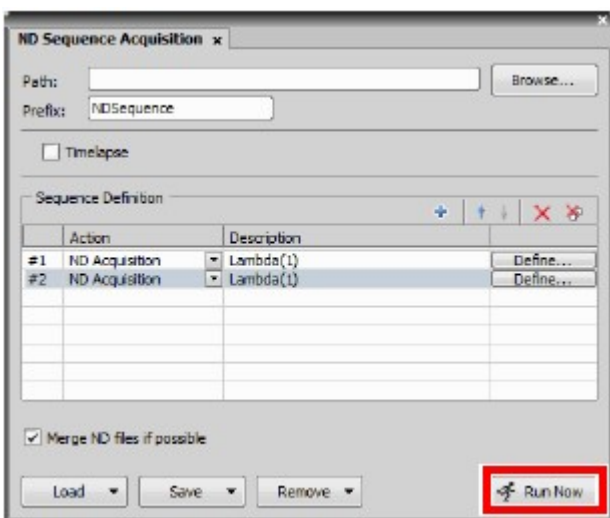 ND Sequence Acquisition x
Path:
Browse...
Prefix: NDSequence
Timelapse
Sequence Definition
Action Description
#1 ND Acquisition Lambda(1) Define...
#2 ND Acquisition Lambda(1) Define...
Merge ND files if possible
Load Save Remove Run Now